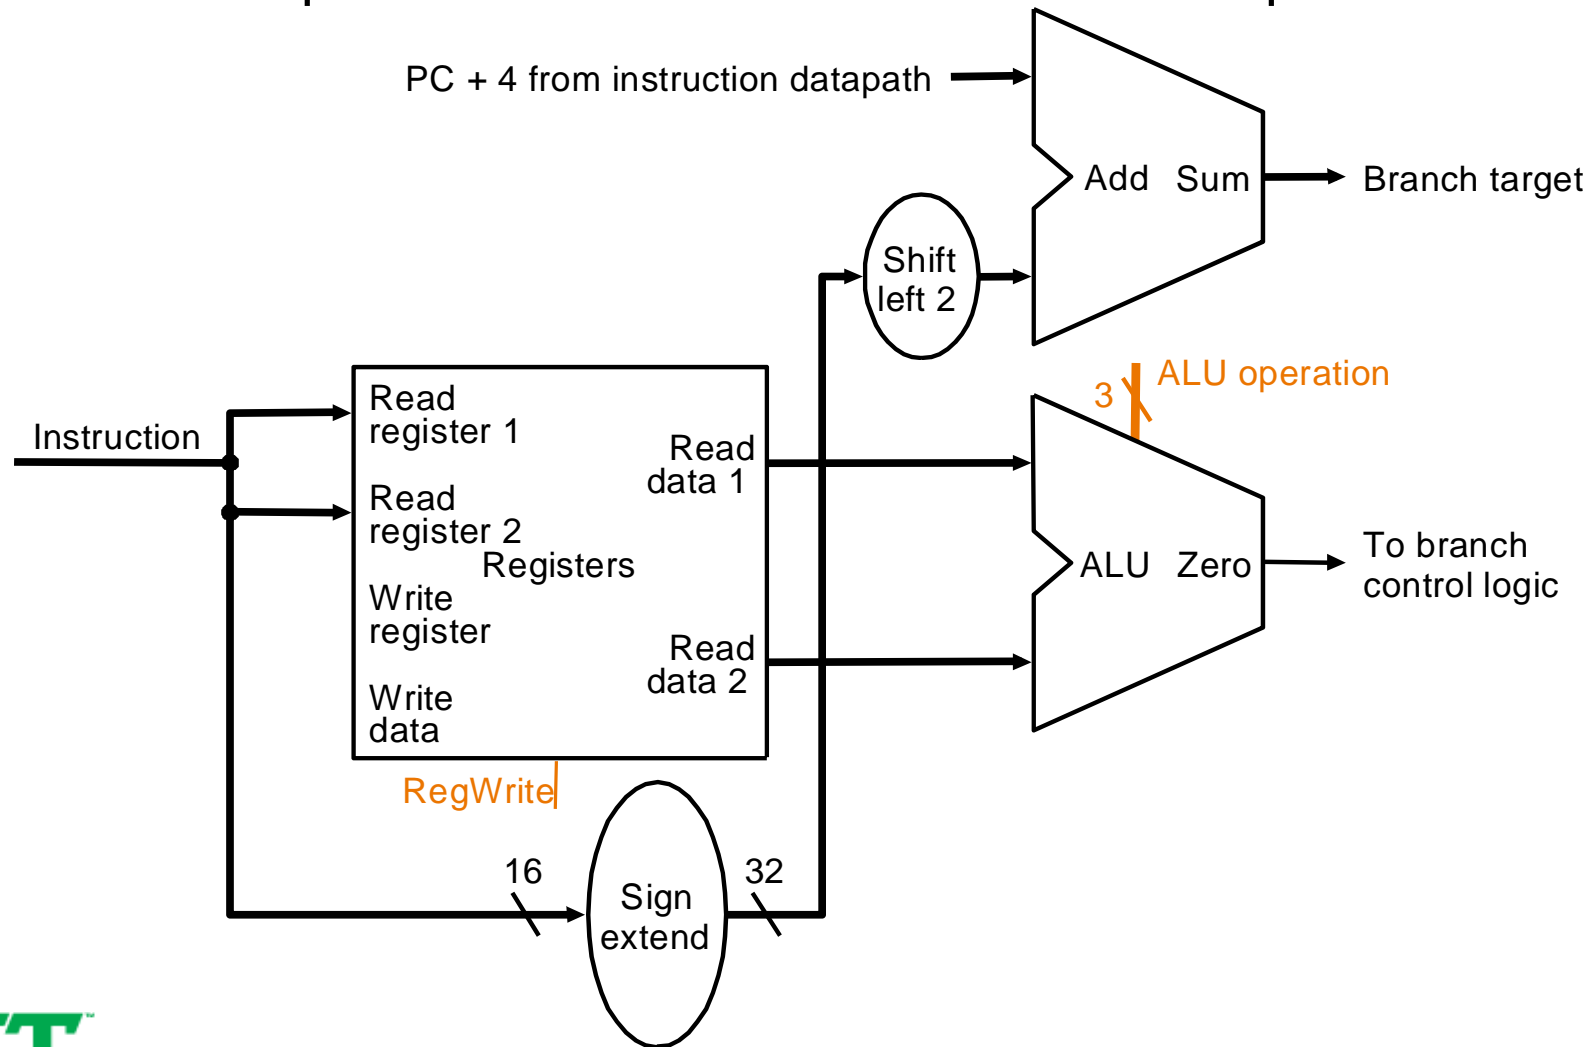 PC + 4 from instruction datapath
Add Sum
Branch target
Shift
left 2
3
ALU operation
Instruction
Read
register 1
Read
data 1
Read
register 2
Registers
ALU Zero
To branch
control logic
Write
register
Read
data 2
Write
data
RegWrite
16
32
Sign
extend